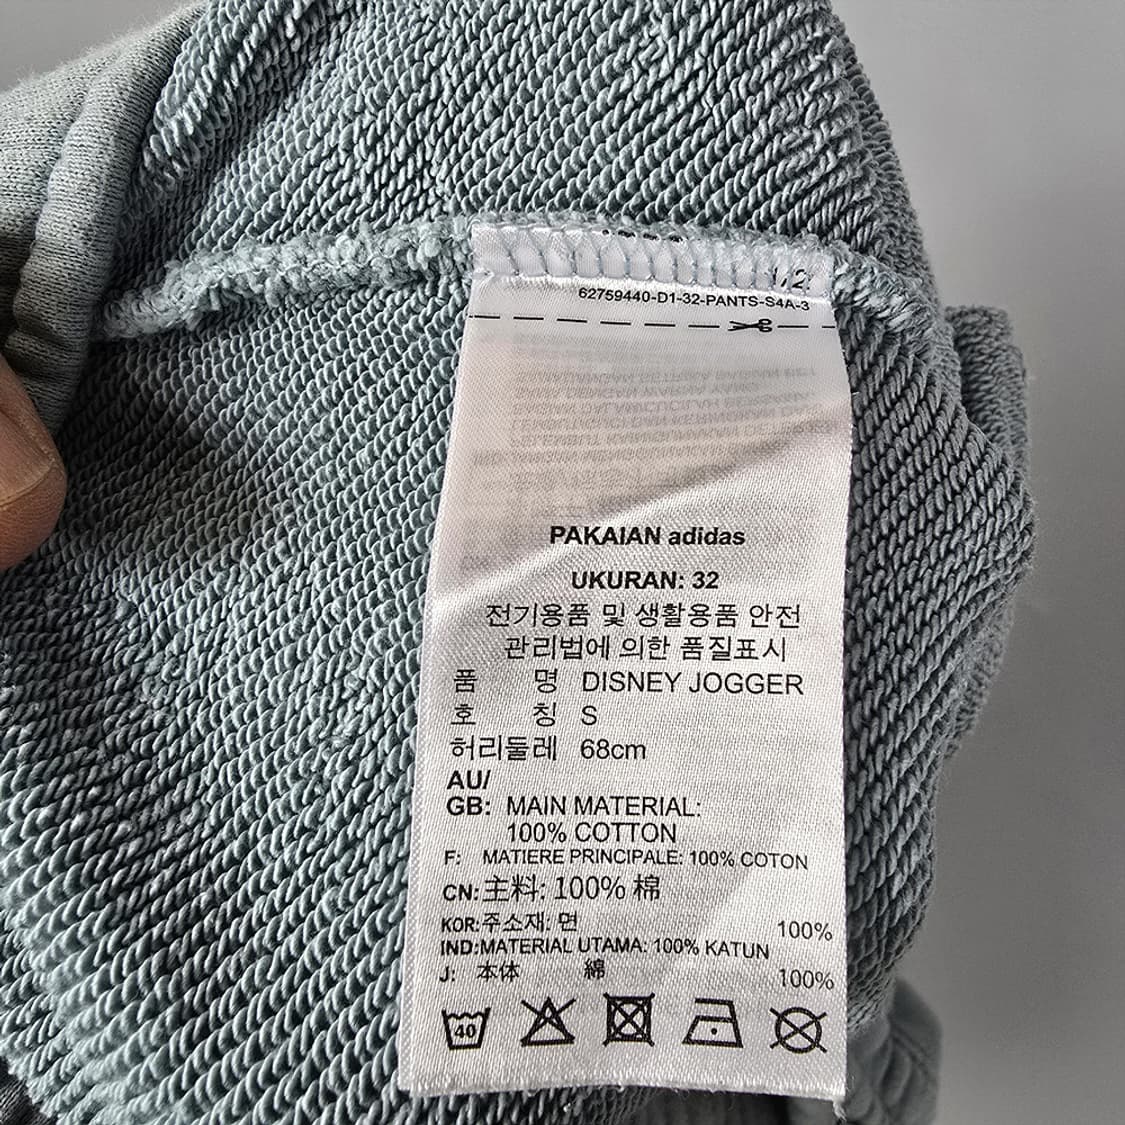 1/2
62759440-D1-32-PANTS-S4A-3
PAKAIAN adidas
UKURAN: 32
전기용품 및 생활용품 안전
관리법에 의한 품질표시
품 명 DISNEY JOGGER
호 칭 S
허리둘레 68cm
AU/
GB: MAIN MATERIAL:
100% COTTON
F: MATIERE PRINCIPALE: 100% COTON
CN:主料: 100% 棉
KOR:주소재: 면 100%
IND:MATERIAL UTAMA: 100% KATUN
J: 本体 綿 100%
40